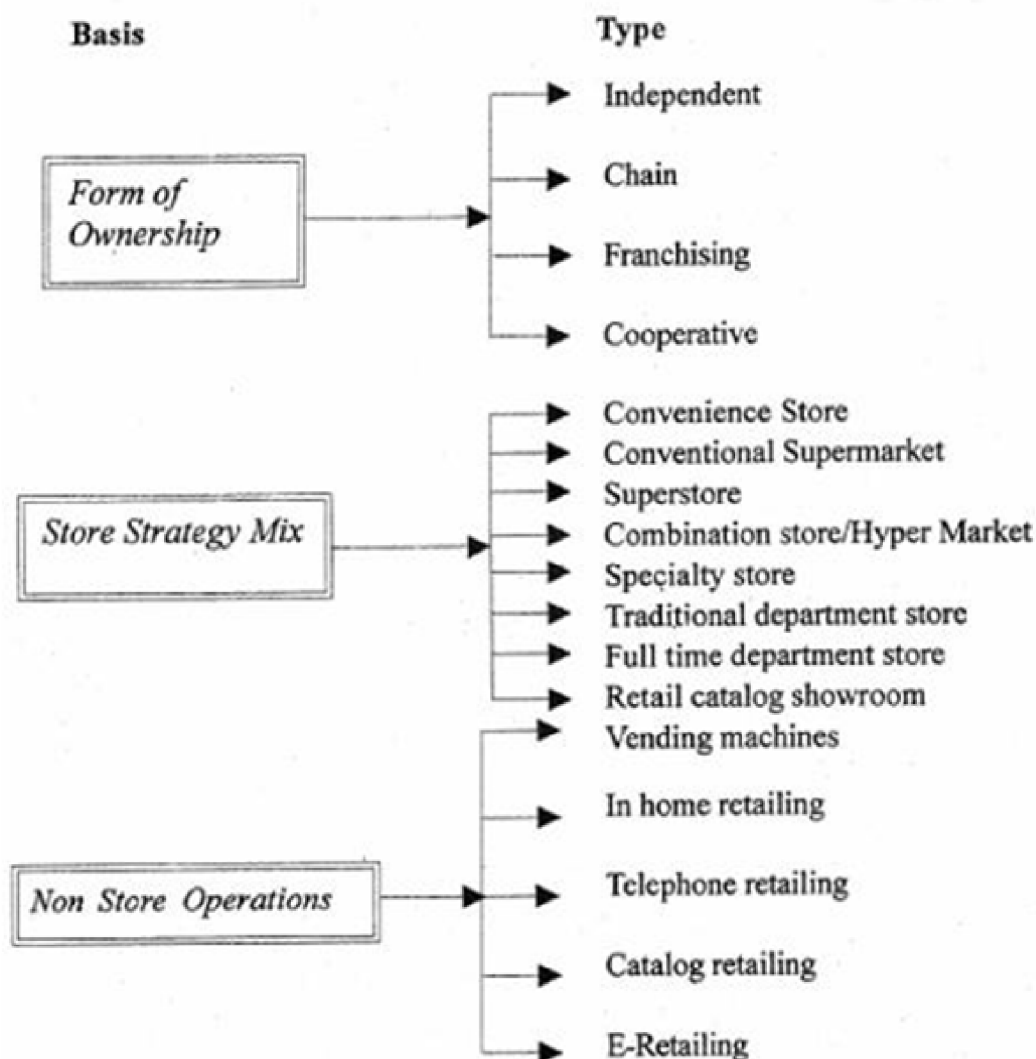 Basis
Type
Form of
Ownership
Independent
Chain
Franchising
Cooperative
Store Strategy Mix
Convenience Store
Conventional Supermarket
Superstore
Combination store/Hyper Market
Specialty store
Traditional department store
Full time department store
Retail catalog showroom
Non Store Operations
Vending machines
In home retailing
Telephone retailing
Catalog retailing
E-Retailing